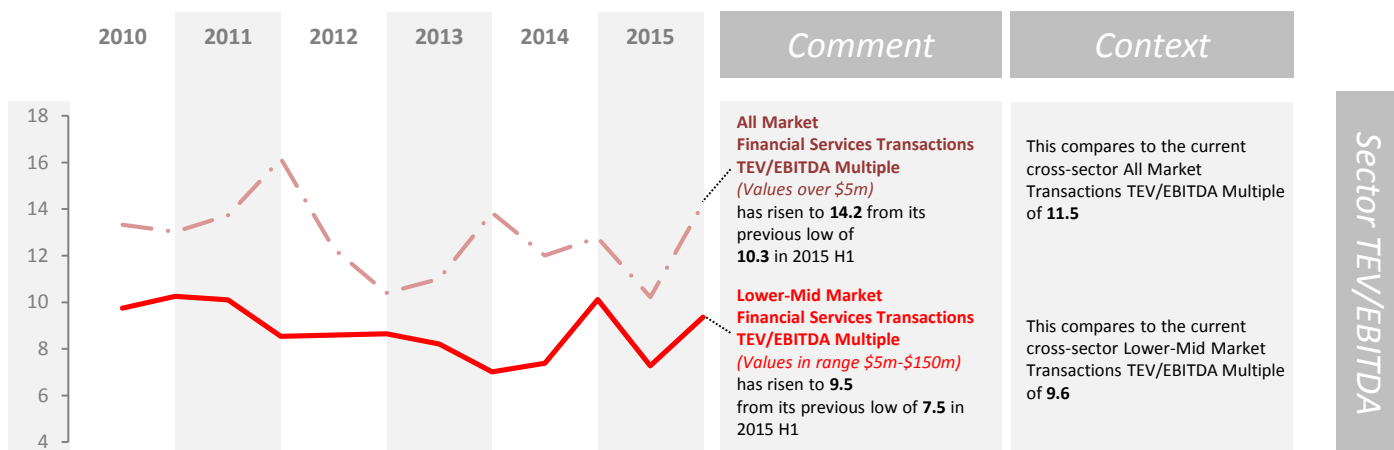 2010 2011 2012 2013 2014 2015
Comment
Context
18
16
14
12
10
8
6
4
All Market
Financial Services Transactions
TEV/EBITDA Multiple
(Values over $5m)
has risen to 14.2 from its
previous low of
10.3 in 2015 H1
Lower-Mid Market
Financial Services Transactions
TEV/EBITDA Multiple
(Values in range $5m-$150m)
has risen to 9.5
from its previous low of 7.5 in
2015 H1
This compares to the current
cross-sector All Market
Transactions TEV/EBITDA Multiple
of 11.5
This compares to the current
cross-sector Lower-Mid Market
Transactions TEV/EBITDA Multiple
of 9.6
Sector TEV/EBITDA